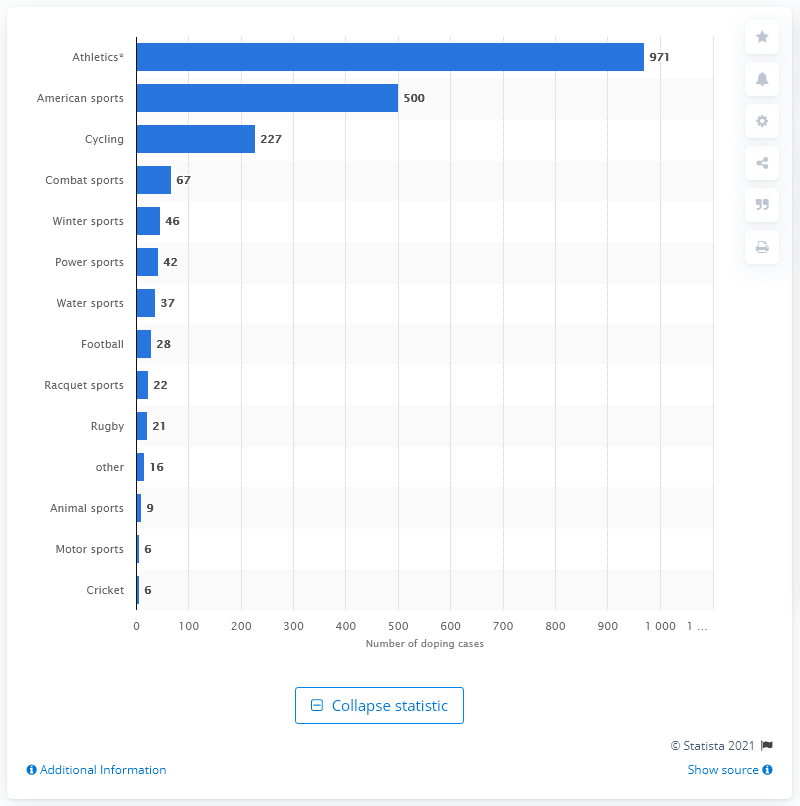 Athletics* 971
American sports 500
Cycling 227
Combat sports 67
Winter sports 46
Power sports 42
Water sports 37
Football 28
Racquet sports 22
Rugby 21
other 16
Animal sports 9
Motor sports 6
Cricket 6
0 100 200 300 400 500 600 700 800 900 1 000 1 ...
Number of doping cases
Collapse statistic
© Statista 2021
Additional Information Show source